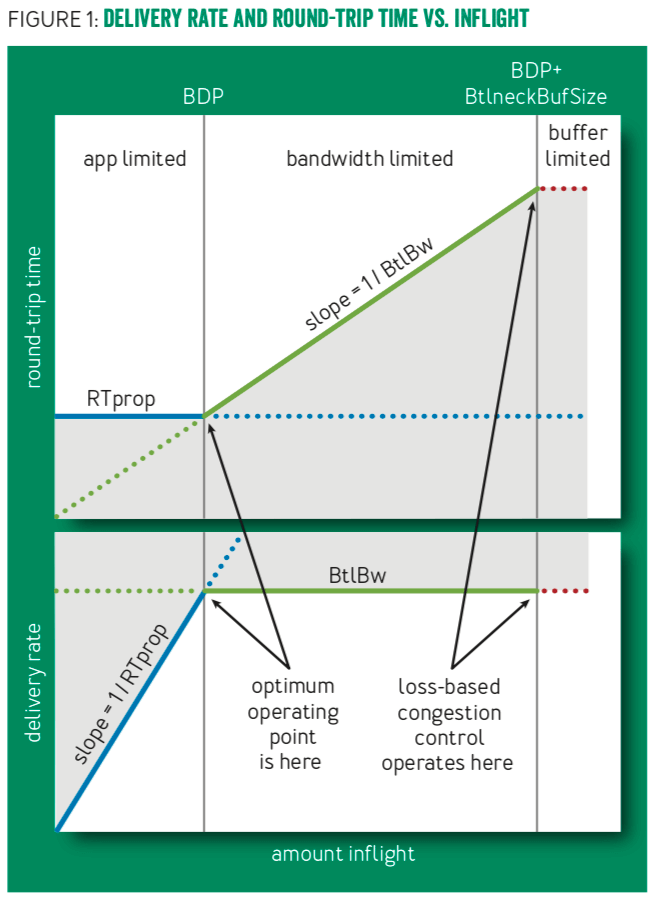 FIGURE 1: DELIVERY RATE AND ROUND-TRIP TIME VS. INFLIGHT
BDP
BDP+
BtlneckBufSize
app limited
bandwidth limited
buffer
limited
round-trip time
slope = 1 / BtlBw
RTprop
BtlBw
delivery rate
slope = 1/RTprop
optimum
operating
point
is here
loss-based
congestion
control
operates here
amount inflight